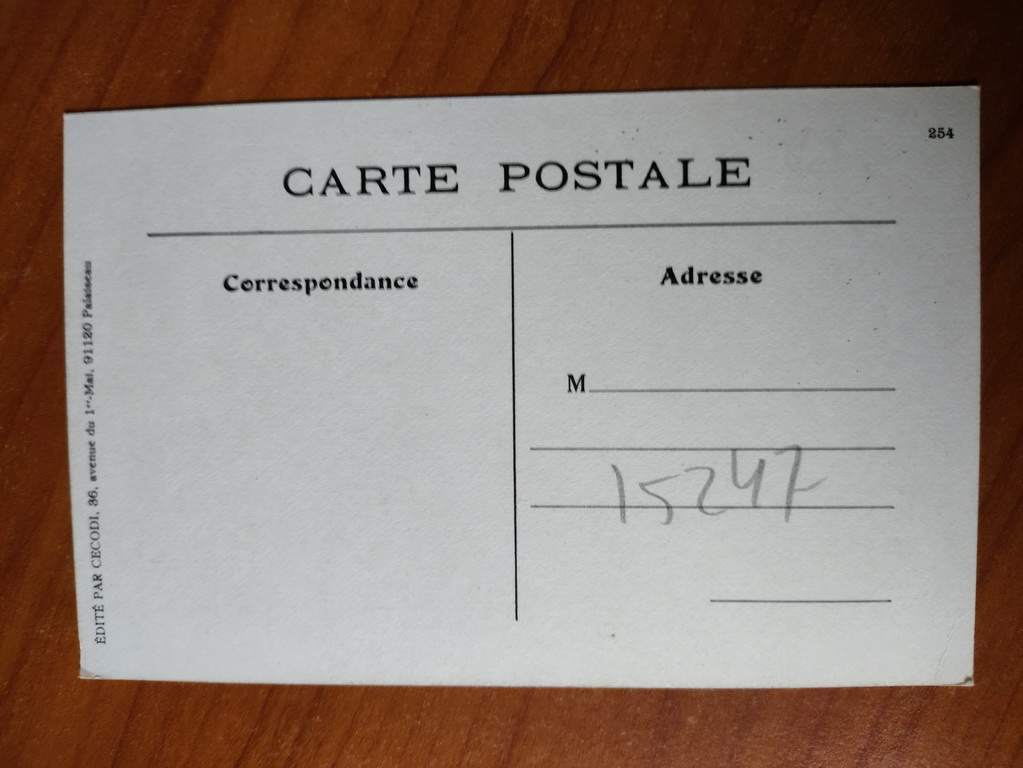 254
CARTE POSTALE
Correspondance
Adresse
M
15247
ÉDITÉ PAR CECODI, 36, avenue du 1er-Mai, 91120 Palaiseau